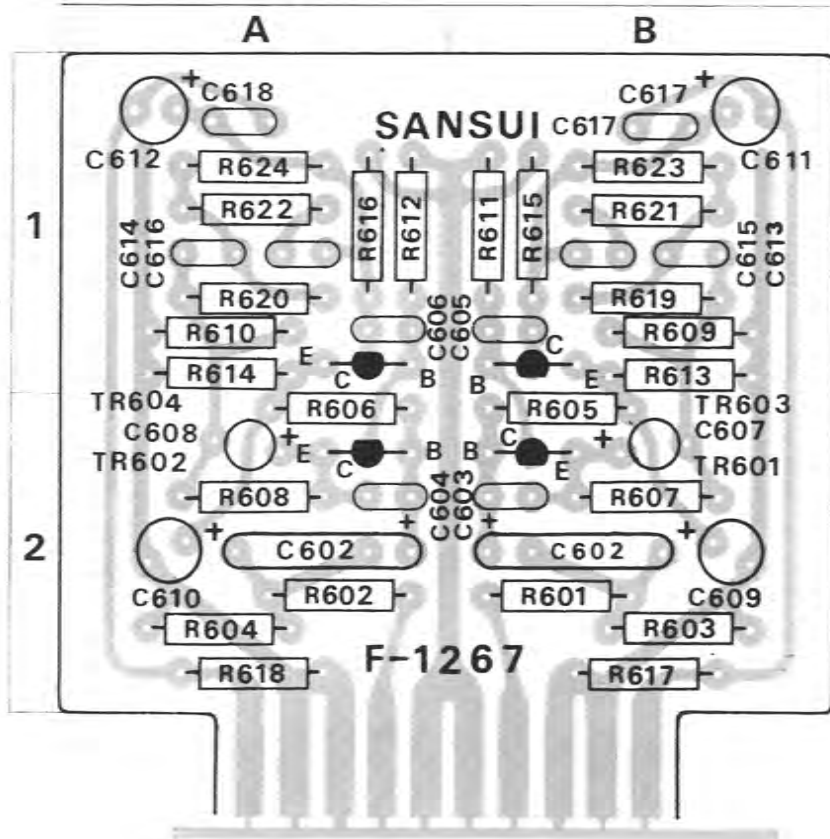 A B
+ C618 C617 +
SANSUI C617
C612 R624 R623 C611
R622 R616 R612 R611 R615 R621
1
C614 C616 C615 C613
R620 R619
R610 C606 C605 R609
E C B C B E
R614 R613
TR604 R606 R605 TR603
C608 + + C607
TR602 E C B B C E TR601
R608 C604 C603 R607
2
+ C602 + + C602 +
C610 R602 R601 C609
R604 R603
F-1267
R618 R617